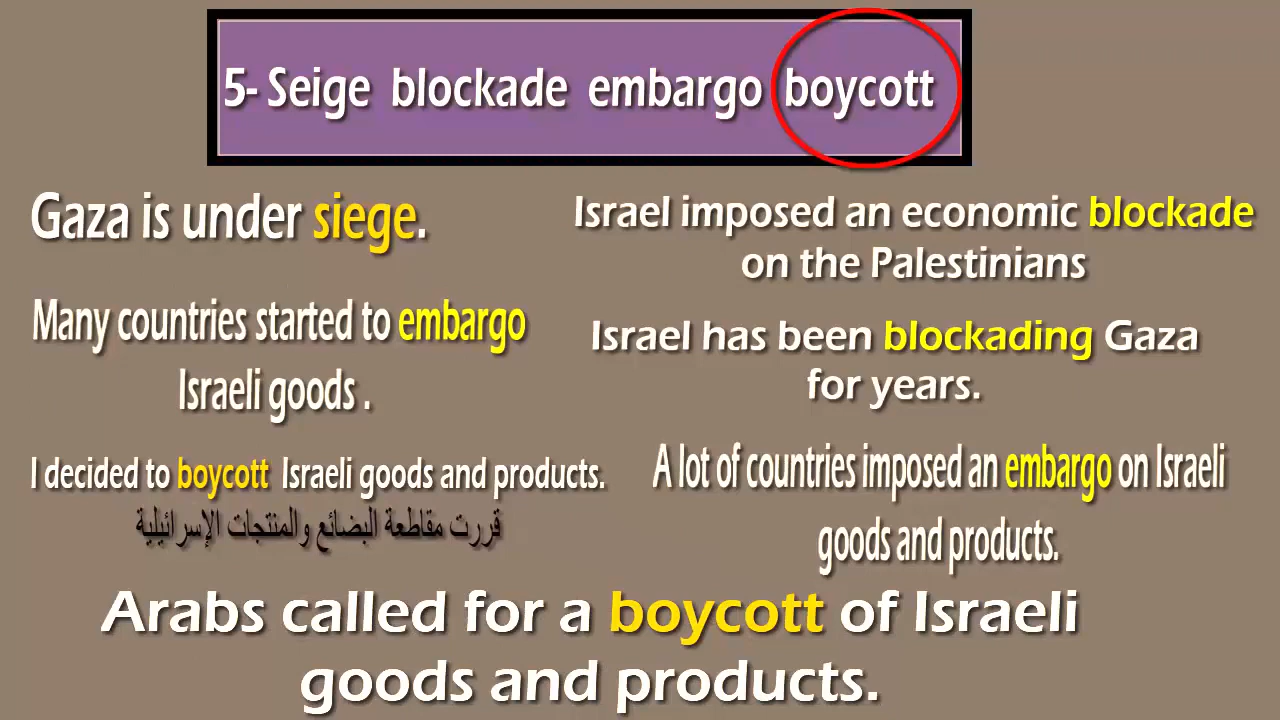 5- Seige blockade embargo boycott
Gaza is under siege.
Israel imposed an economic blockade
on the Palestinians
Many countries started to embargo
Israeli goods .
Israel has been blockading Gaza
for years.
I decided to boycott Israeli goods and products.
قررت مقاطعة البضائع والمنتجات الإسرائيلية
A lot of countries imposed an embargo on Israeli
goods and products.
Arabs called for a boycott of Israeli
goods and products.